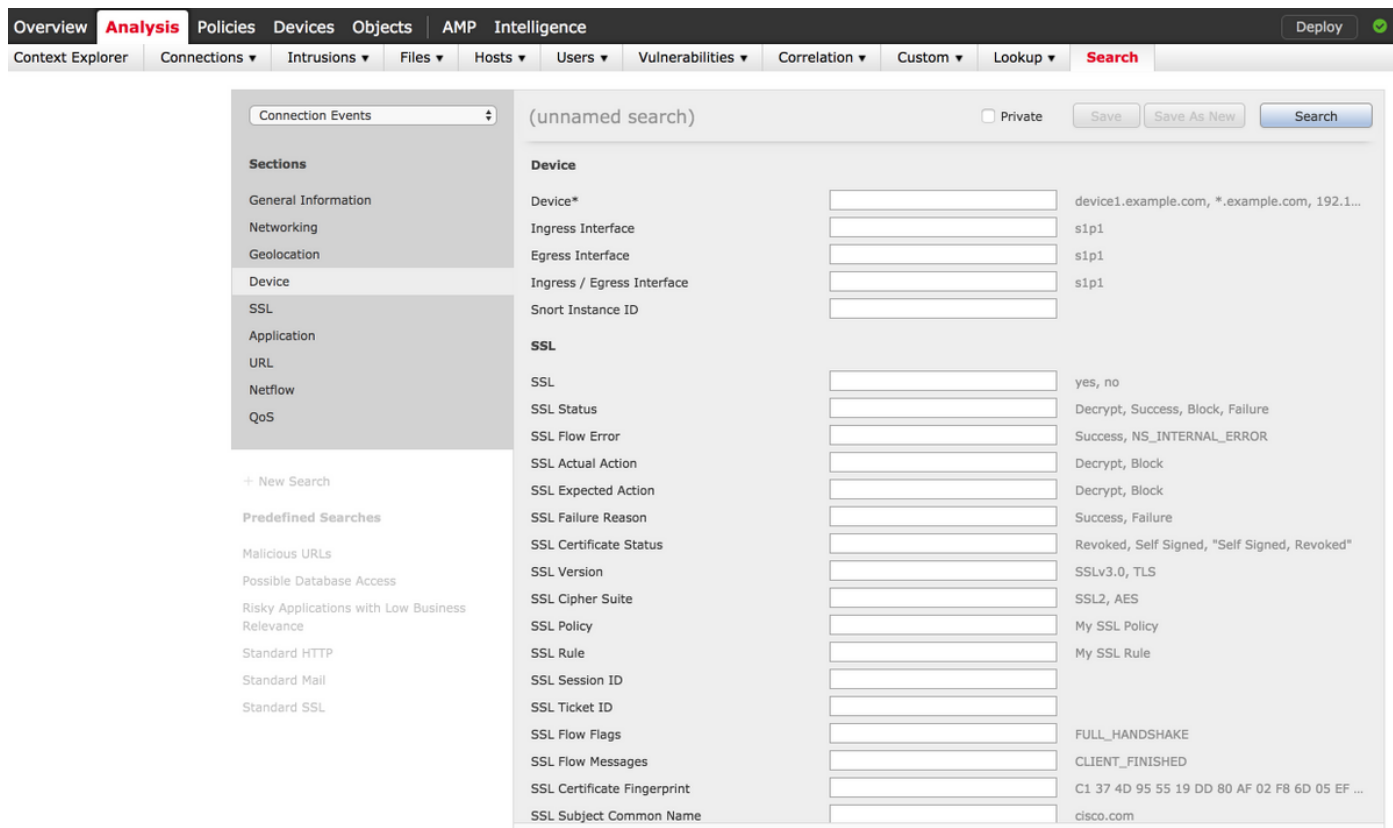 Overview Analysis Policies Devices Objects AMP Intelligence Deploy
Context Explorer Connections ▾ Intrusions ▾ Files ▾ Hosts ▾ Users ▾ Vulnerabilities ▾ Correlation ▾ Custom ▾ Lookup ▾ Search
Connection Events
Sections
General Information
Networking
Geolocation
Device
SSL
Application
URL
Netflow
QoS
+ New Search
Predefined Searches
Malicious URLs
Possible Database Access
Risky Applications with Low Business
Relevance
Standard HTTP
Standard Mail
Standard SSL
(unnamed search) Private Save Save As New Search
Device
Device* device1.example.com, *.example.com, 192.1...
Ingress Interface s1p1
Egress Interface s1p1
Ingress / Egress Interface s1p1
Snort Instance ID
SSL
SSL yes, no
SSL Status Decrypt, Success, Block, Failure
SSL Flow Error Success, NS_INTERNAL_ERROR
SSL Actual Action Decrypt, Block
SSL Expected Action Decrypt, Block
SSL Failure Reason Success, Failure
SSL Certificate Status Revoked, Self Signed, "Self Signed, Revoked"
SSL Version SSLv3.0, TLS
SSL Cipher Suite SSL2, AES
SSL Policy My SSL Policy
SSL Rule My SSL Rule
SSL Session ID
SSL Ticket ID
SSL Flow Flags FULL_HANDSHAKE
SSL Flow Messages CLIENT_FINISHED
SSL Certificate Fingerprint C1 37 4D 95 55 19 DD 80 AF 02 F8 6D 05 EF ...
SSL Subject Common Name cisco.com